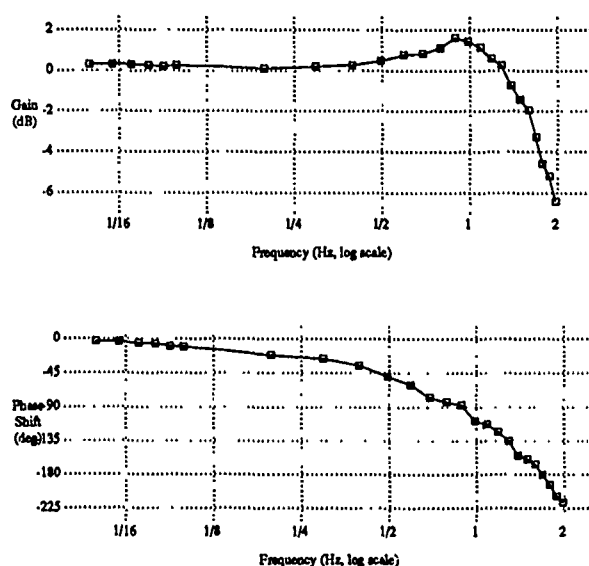 2
0
Gain
(dB)
-2
-4
-6
1/16 1/8 1/4 1/2 1 2
Frequency (Hz, log scale)
0
-45
Phase -90
Shift
(deg) -135
-180
-225
1/16 1/8 1/4 1/2 1 2
Frequency (Hz, log scale)